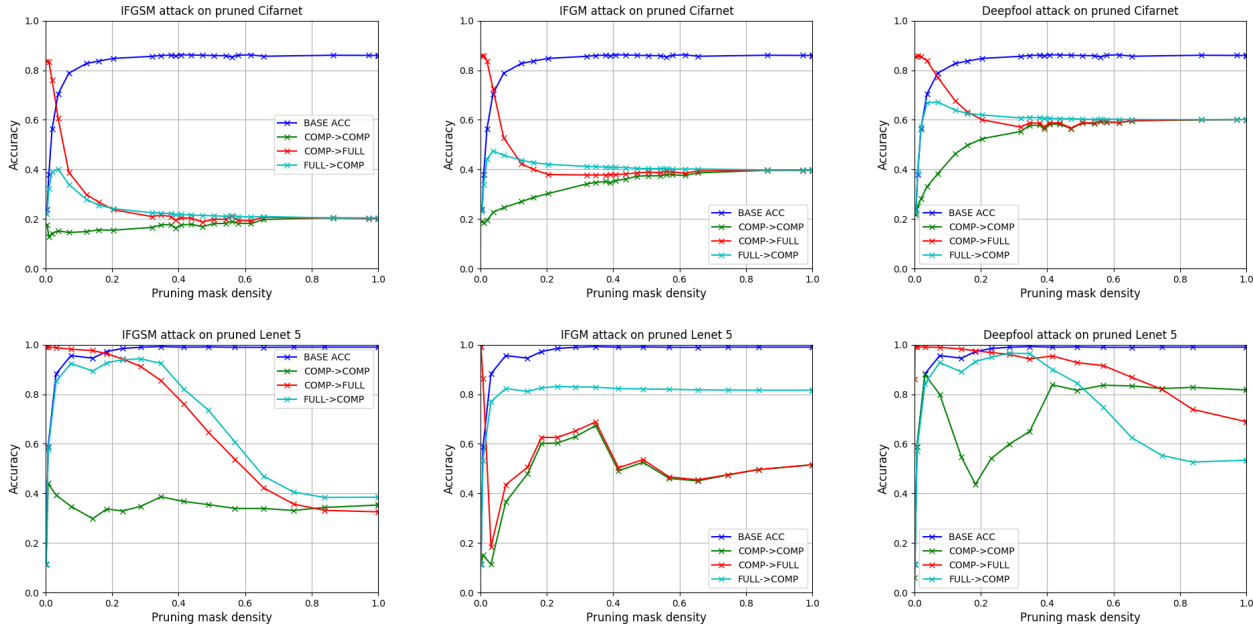 IFGSM attack on pruned Cifarnet
Accuracy
1.0
0.8
0.6
0.4
0.2
0.0
BASE ACC
COMP->COMP
COMP->FULL
FULL->COMP
0.0 0.2 0.4 0.6 0.8 1.0
Pruning mask density
IFGM attack on pruned Cifarnet
Accuracy
1.0
0.8
0.6
0.4
0.2
0.0
BASE ACC
COMP->COMP
COMP->FULL
FULL->COMP
0.0 0.2 0.4 0.6 0.8 1.0
Pruning mask density
Deepfool attack on pruned Cifarnet
Accuracy
1.0
0.8
0.6
0.4
0.2
0.0
BASE ACC
COMP->COMP
COMP->FULL
FULL->COMP
0.0 0.2 0.4 0.6 0.8 1.0
Pruning mask density
IFGSM attack on pruned Lenet 5
Accuracy
1.0
0.8
0.6
0.4
0.2
0.0
BASE ACC
COMP->COMP
COMP->FULL
FULL->COMP
0.0 0.2 0.4 0.6 0.8 1.0
Pruning mask density
IFGM attack on pruned Lenet 5
Accuracy
1.0
0.8
0.6
0.4
0.2
0.0
BASE ACC
COMP->COMP
COMP->FULL
FULL->COMP
0.0 0.2 0.4 0.6 0.8 1.0
Pruning mask density
Deepfool attack on pruned Lenet 5
Accuracy
1.0
0.8
0.6
0.4
0.2
0.0
BASE ACC
COMP->COMP
COMP->FULL
FULL->COMP
0.0 0.2 0.4 0.6 0.8 1.0
Pruning mask density